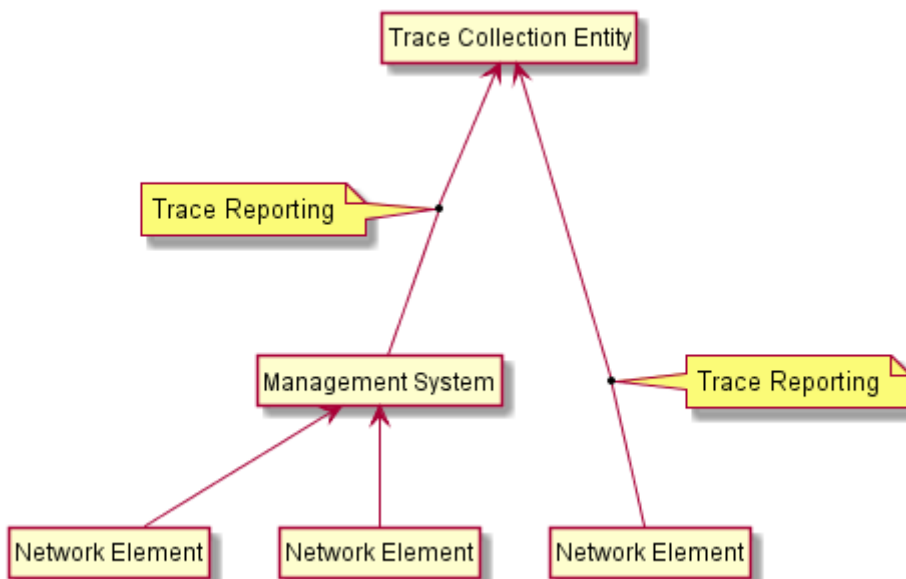 Trace Collection Entity
Trace Reporting
Management System
Trace Reporting
Network Element
Network Element
Network Element